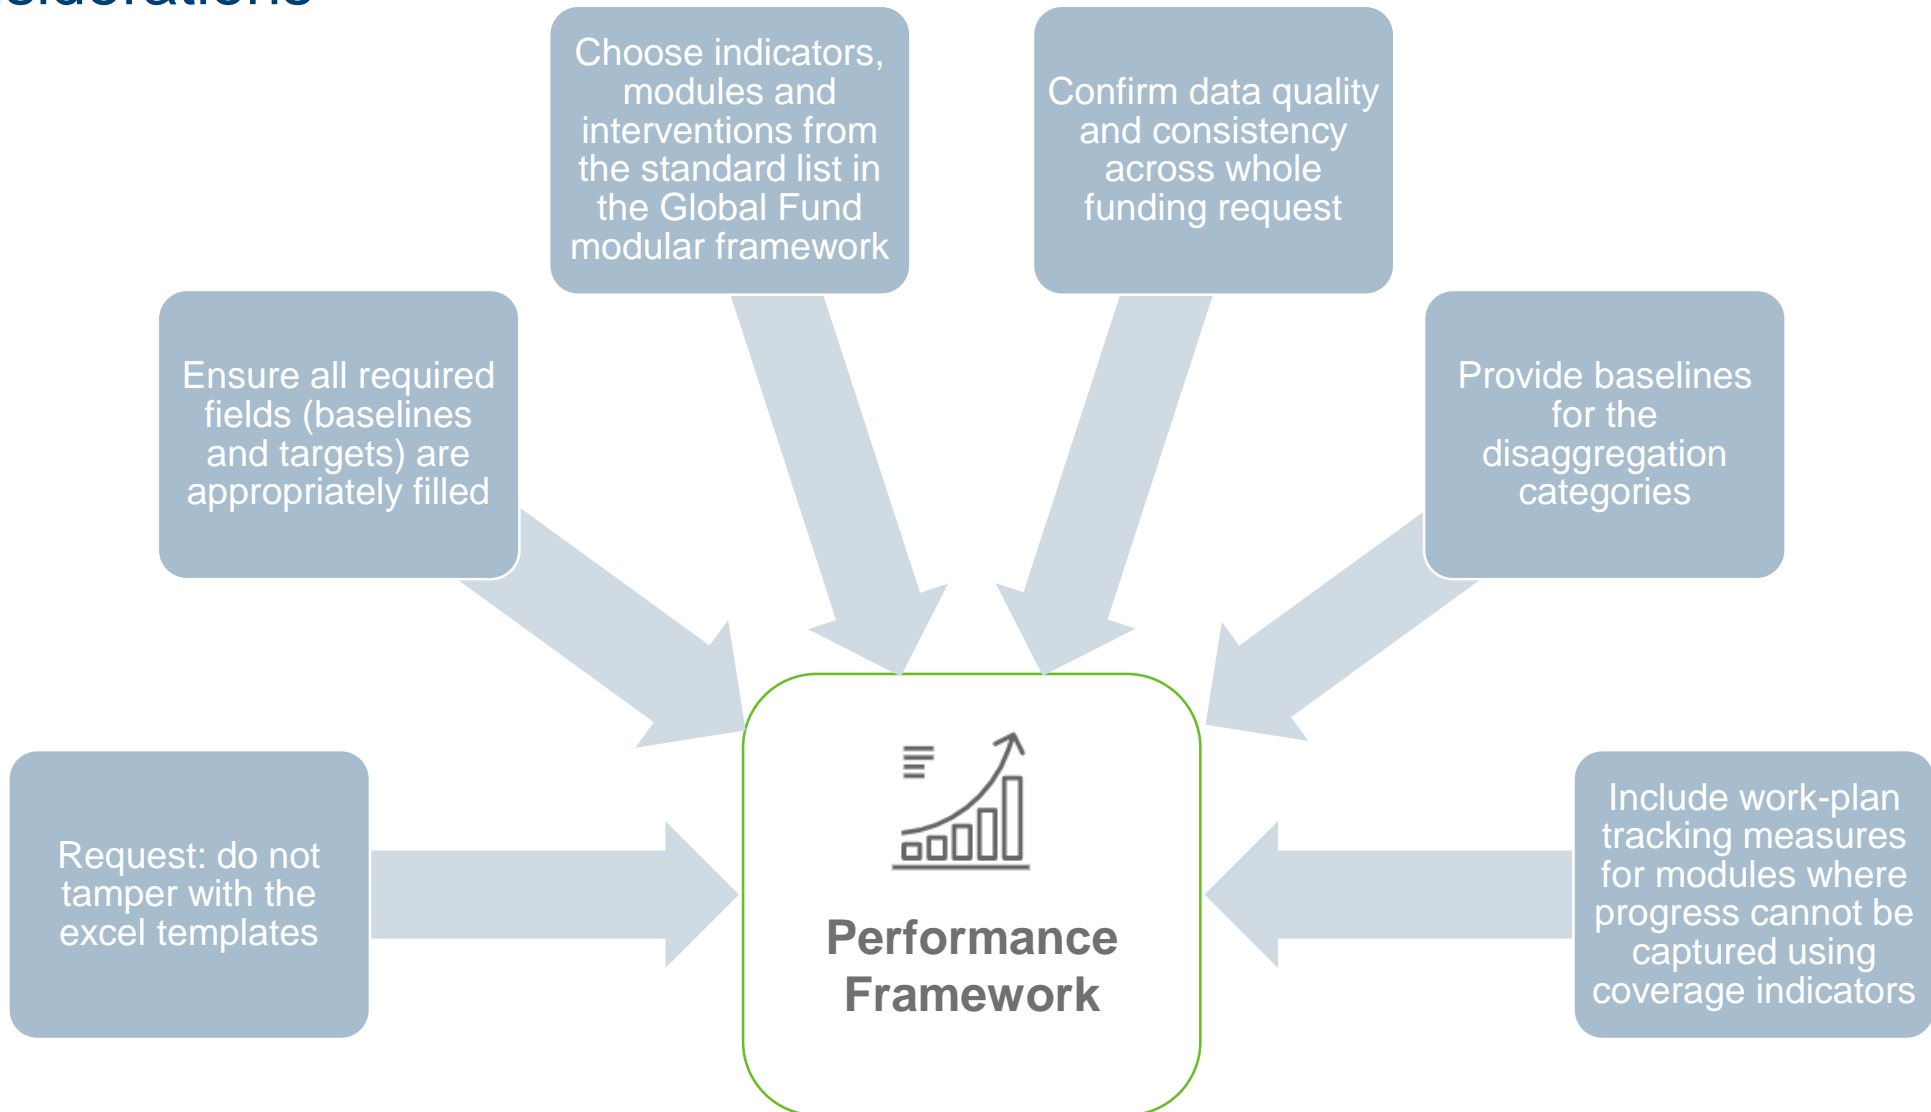 Choose indicators,
modules and
interventions from
the standard list in
the Global Fund
modular framework
Confirm data quality
and consistency
across whole
funding request
Ensure all required
fields (baselines
and targets) are
appropriately filled
Provide baselines
for the
disaggregation
categories
Request: do not
tamper with the
excel templates
Include work-plan
tracking measures
for modules where
progress cannot be
captured using
coverage indicators
Performance
Framework